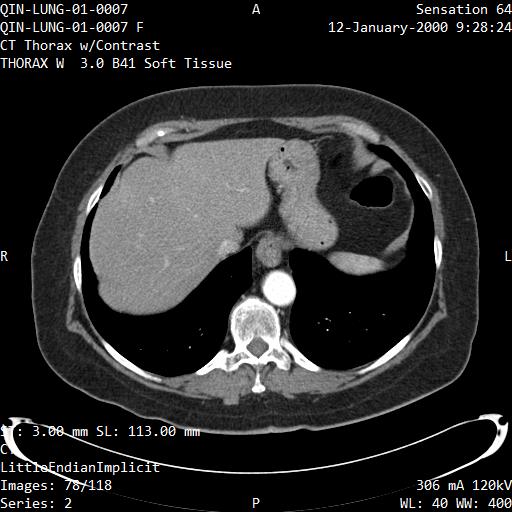 QIN-LUNG-01-0007
A
Sensation 64
QIN-LUNG-01-0007 F
12-January-2000 9:28:24
CT Thorax w/Contrast
THORAX W 3.0 B41 Soft Tissue
R
L
: 3.00 mm SL: 113.00 mm
LittleEndianImplicit
Images: 78/118
306 mA 120kV
Series: 2
P
WL: 40 WW: 400